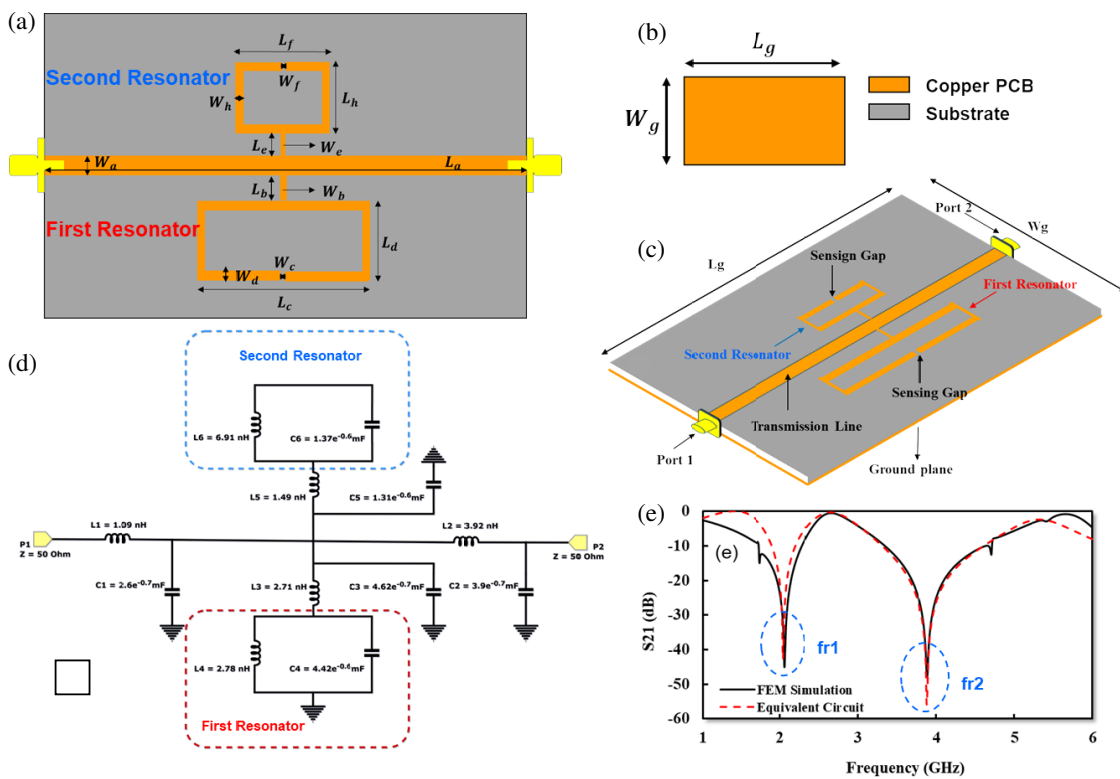 (a)
L_f
Second Resonator
W_f
W_h
L_h
L_e
W_e
W_a
L_a
L_b
W_b
First Resonator
L_d
W_c
W_d
L_c
(b)
L_g
W_g
Copper PCB
Substrate
(c)
Port 2
Wg
Lg
Sensign Gap
First Resonator
Second Resonator
Sensing Gap
Transmission Line
Port 1
Ground plane
(d)
Second Resonator
L6 = 6.91 nH
C6 = 1.37e^-0.6mF
L5 = 1.49 nH
C5 = 1.31e^-0.6mF
L1 = 1.09 nH
L2 = 3.92 nH
P1
Z = 50 Ohm
P2
Z = 50 Ohm
C1 = 2.6e^-0.7mF
L3 = 2.71 nH
C3 = 4.62e^-0.7mF
C2 = 3.9e^-0.7mF
L4 = 2.78 nH
C4 = 4.42e^-0.6mF
First Resonator
(e)
0
-10
-20
-30
-40
-50
-60
S21 (dB)
(e)
fr1
fr2
FEM Simulation
Equivalent Circuit
1 2 3 4 5 6
Frequency (GHz)